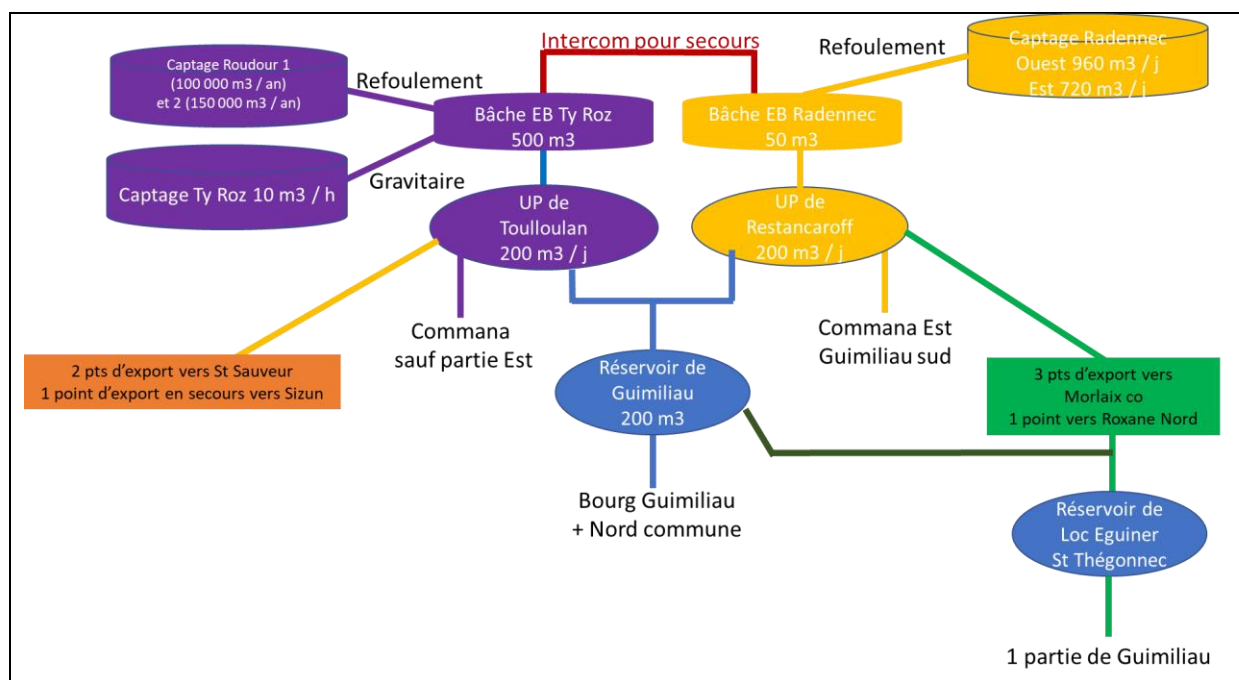 Intercom pour secours
Captage Roudour 1
(100 000 m3 / an)
et 2 (150 000 m3 / an)
Refoulement
Refoulement
Captage Radennec
Ouest 960 m3 / j
Est 720 m3 / j
Bâche EB Ty Roz
500 m3
Bâche EB Radennec
50 m3
Captage Ty Roz 10 m3 / h
Gravitaire
UP de
Toulloulan
200 m3 / j
UP de
Restancaroff
200 m3 / j
Commana
sauf partie Est
Commana Est
Guimiliau sud
2 pts d’export vers St Sauveur
1 point d’export en secours vers Sizun
Réservoir de
Guimiliau
200 m3
3 pts d’export vers
Morlaix co
1 point vers Roxane Nord
Bourg Guimiliau
+ Nord commune
Réservoir de
Loc Eguiner
St Thégonnec
1 partie de Guimiliau